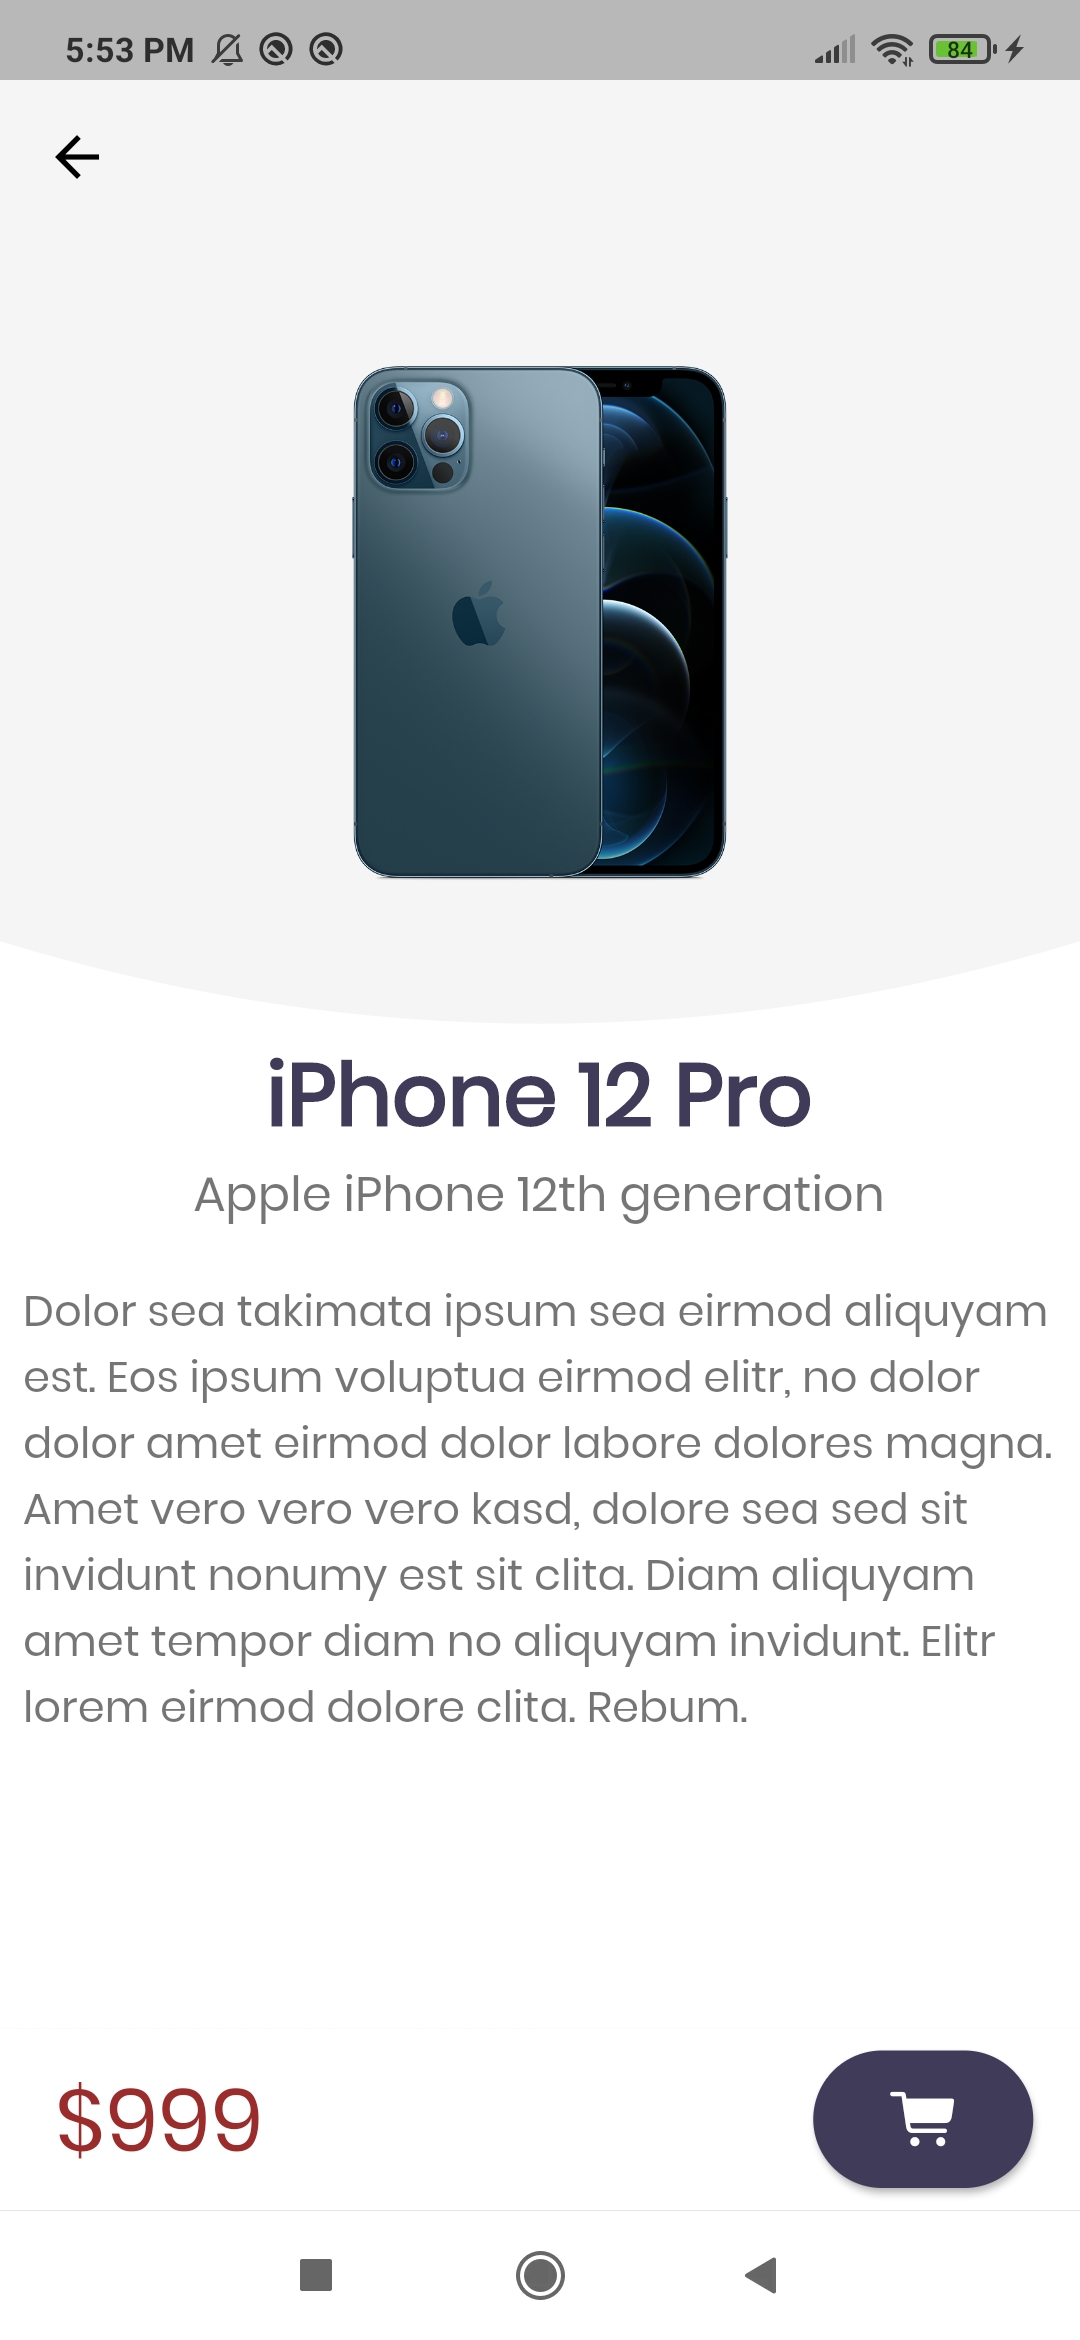 5:53 PM
84
iPhone 12 Pro
Apple iPhone 12th generation
Dolor sea takimata ipsum sea eirmod aliquyam
est. Eos ipsum voluptua eirmod elitr, no dolor
dolor amet eirmod dolor labore dolores magna.
Amet vero vero vero kasd, dolore sea sed sit
invidunt nonumy est sit clita. Diam aliquyam
amet tempor diam no aliquyam invidunt. Elitr
lorem eirmod dolore clita. Rebum.
$999